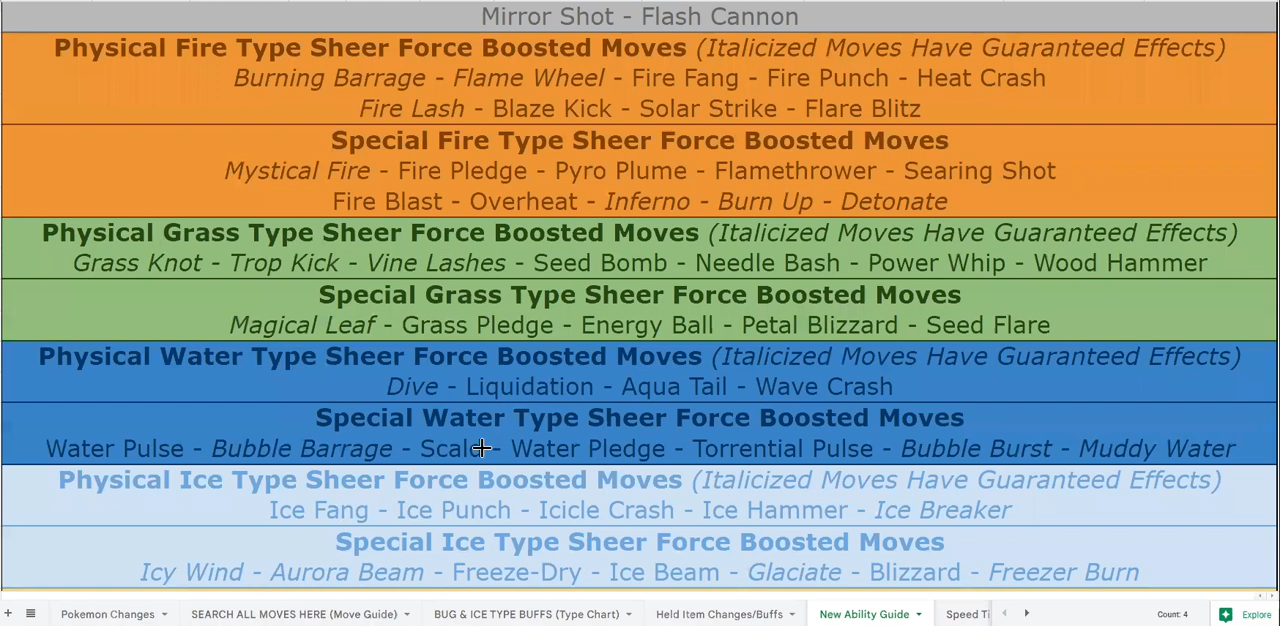 Mirror Shot - Flash Cannon
Physical Fire Type Sheer Force Boosted Moves (Italicized Moves Have Guaranteed Effects)
Burning Barrage - Flame Wheel - Fire Fang - Fire Punch - Heat Crash
Fire Lash - Blaze Kick - Solar Strike - Flare Blitz
Special Fire Type Sheer Force Boosted Moves
Mystical Fire - Fire Pledge - Pyro Plume - Flamethrower - Searing Shot
Fire Blast - Overheat - Inferno - Burn Up - Detonate
Physical Grass Type Sheer Force Boosted Moves (Italicized Moves Have Guaranteed Effects)
Grass Knot - Trop Kick - Vine Lashes - Seed Bomb - Needle Bash - Power Whip - Wood Hammer
Special Grass Type Sheer Force Boosted Moves
Magical Leaf - Grass Pledge - Energy Ball - Petal Blizzard - Seed Flare
Physical Water Type Sheer Force Boosted Moves (Italicized Moves Have Guaranteed Effects)
Dive - Liquidation - Aqua Tail - Wave Crash
Special Water Type Sheer Force Boosted Moves
Water Pulse - Bubble Barrage - Scald - Water Pledge - Torrential Pulse - Bubble Burst - Muddy Water
Physical Ice Type Sheer Force Boosted Moves (Italicized Moves Have Guaranteed Effects)
Ice Fang - Ice Punch - Icicle Crash - Ice Hammer - Ice Breaker
Special Ice Type Sheer Force Boosted Moves
Icy Wind - Aurora Beam - Freeze-Dry - Ice Beam - Glaciate - Blizzard - Freezer Burn
Pokemon Changes SEARCH ALL MOVES HERE (Move Guide) BUG & ICE TYPE BUFFS (Type Chart) Held Item Changes/Buffs New Ability Guide Speed Ti Count: 4 Explore